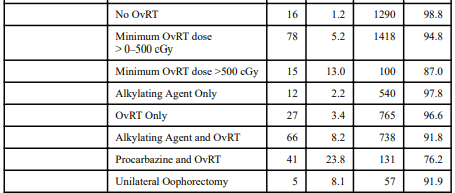 No OvRT 16 1.2 1290 98.8
Minimum OvRT dose 78 5.2 1418 94.8
> 0–500 cGy
Minimum OvRT dose >500 cGy 15 13.0 100 87.0
Alkylating Agent Only 12 2.2 540 97.8
OvRT Only 27 3.4 765 96.6
Alkylating Agent and OvRT 66 8.2 738 91.8
Procarbazine and OvRT 41 23.8 131 76.2
Unilateral Oophorectomy 5 8.1 57 91.9